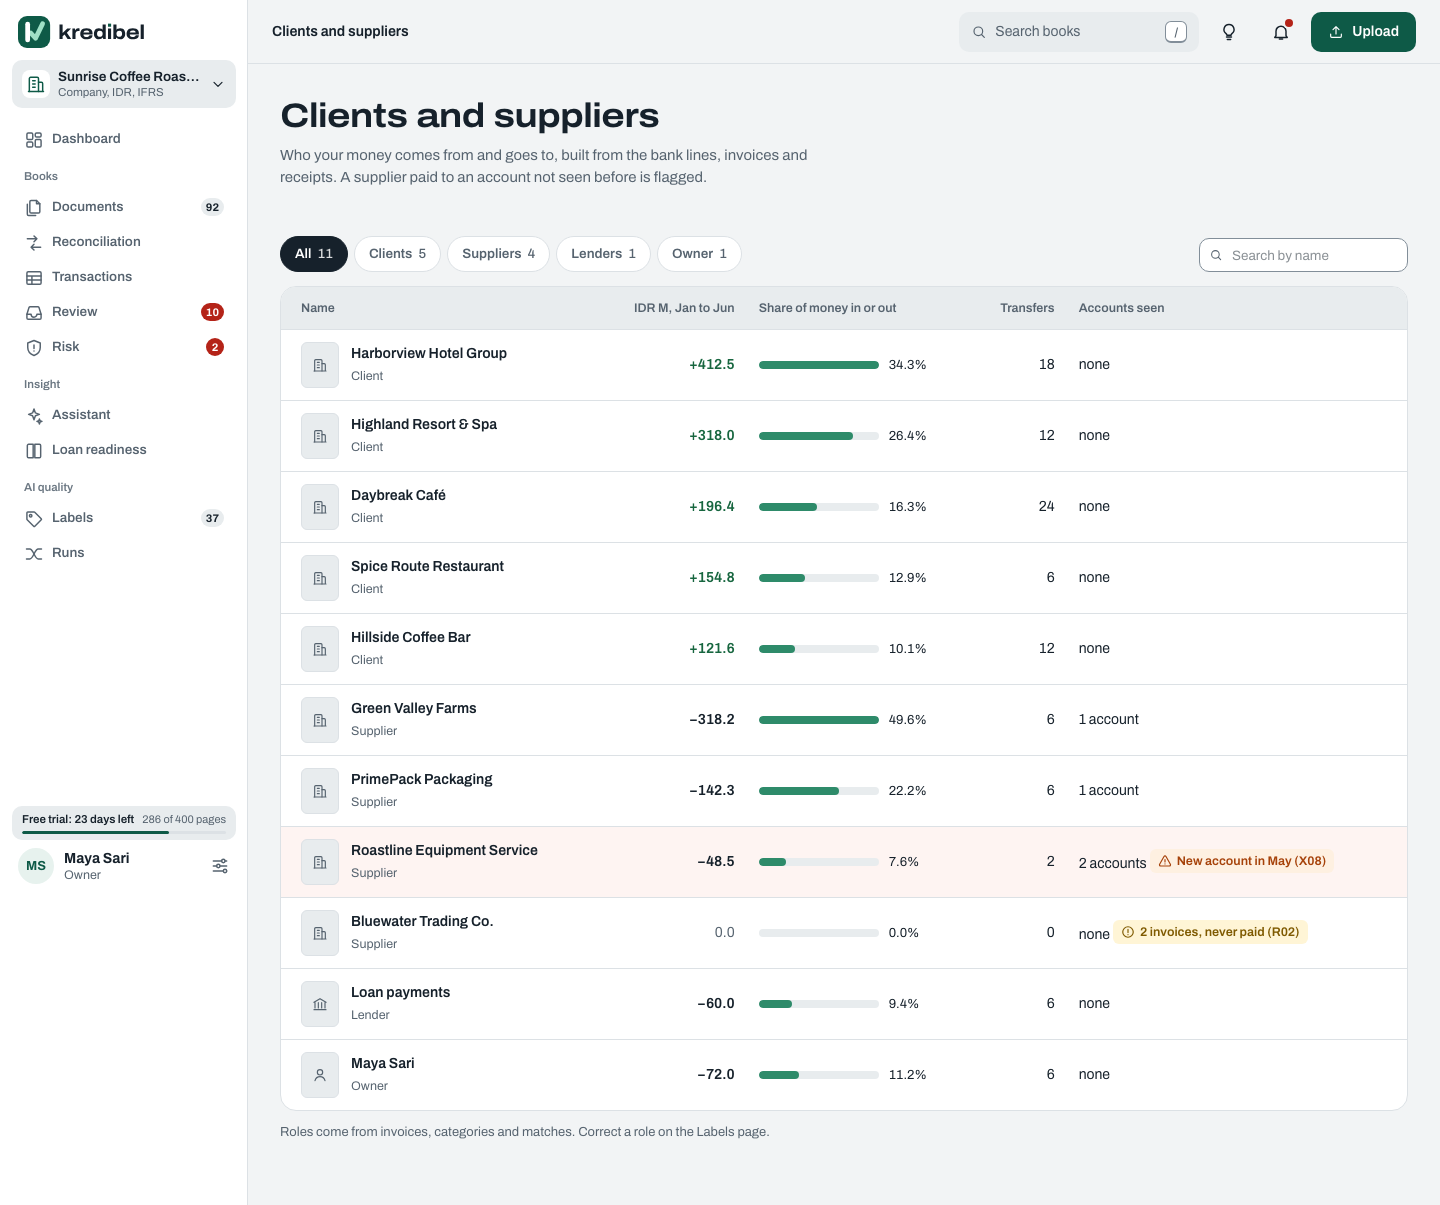 kredibel
Clients and suppliers
Search books
/
Upload
Sunrise Coffee Roas...
Company, IDR, IFRS
Dashboard
Books
Documents 92
Reconciliation
Transactions
Review 10
Risk 2
Insight
Assistant
Loan readiness
AI quality
Labels 37
Runs
Free trial: 23 days left 286 of 400 pages
MS
Maya Sari
Owner
Clients and suppliers
Who your money comes from and goes to, built from the bank lines, invoices and
receipts. A supplier paid to an account not seen before is flagged.
All 11 Clients 5 Suppliers 4 Lenders 1 Owner 1
Search by name
Name IDR M, Jan to Jun Share of money in or out Transfers Accounts seen
Harborview Hotel Group
Client
+412.5 34.3% 18 none
Highland Resort & Spa
Client
+318.0 26.4% 12 none
Daybreak Café
Client
+196.4 16.3% 24 none
Spice Route Restaurant
Client
+154.8 12.9% 6 none
Hillside Coffee Bar
Client
+121.6 10.1% 12 none
Green Valley Farms
Supplier
−318.2 49.6% 6 1 account
PrimePack Packaging
Supplier
−142.3 22.2% 6 1 account
Roastline Equipment Service
Supplier
−48.5 7.6% 2 2 accounts New account in May (X08)
Bluewater Trading Co.
Supplier
0.0 0.0% 0 none 2 invoices, never paid (R02)
Loan payments
Lender
−60.0 9.4% 6 none
Maya Sari
Owner
−72.0 11.2% 6 none
Roles come from invoices, categories and matches. Correct a role on the Labels page.